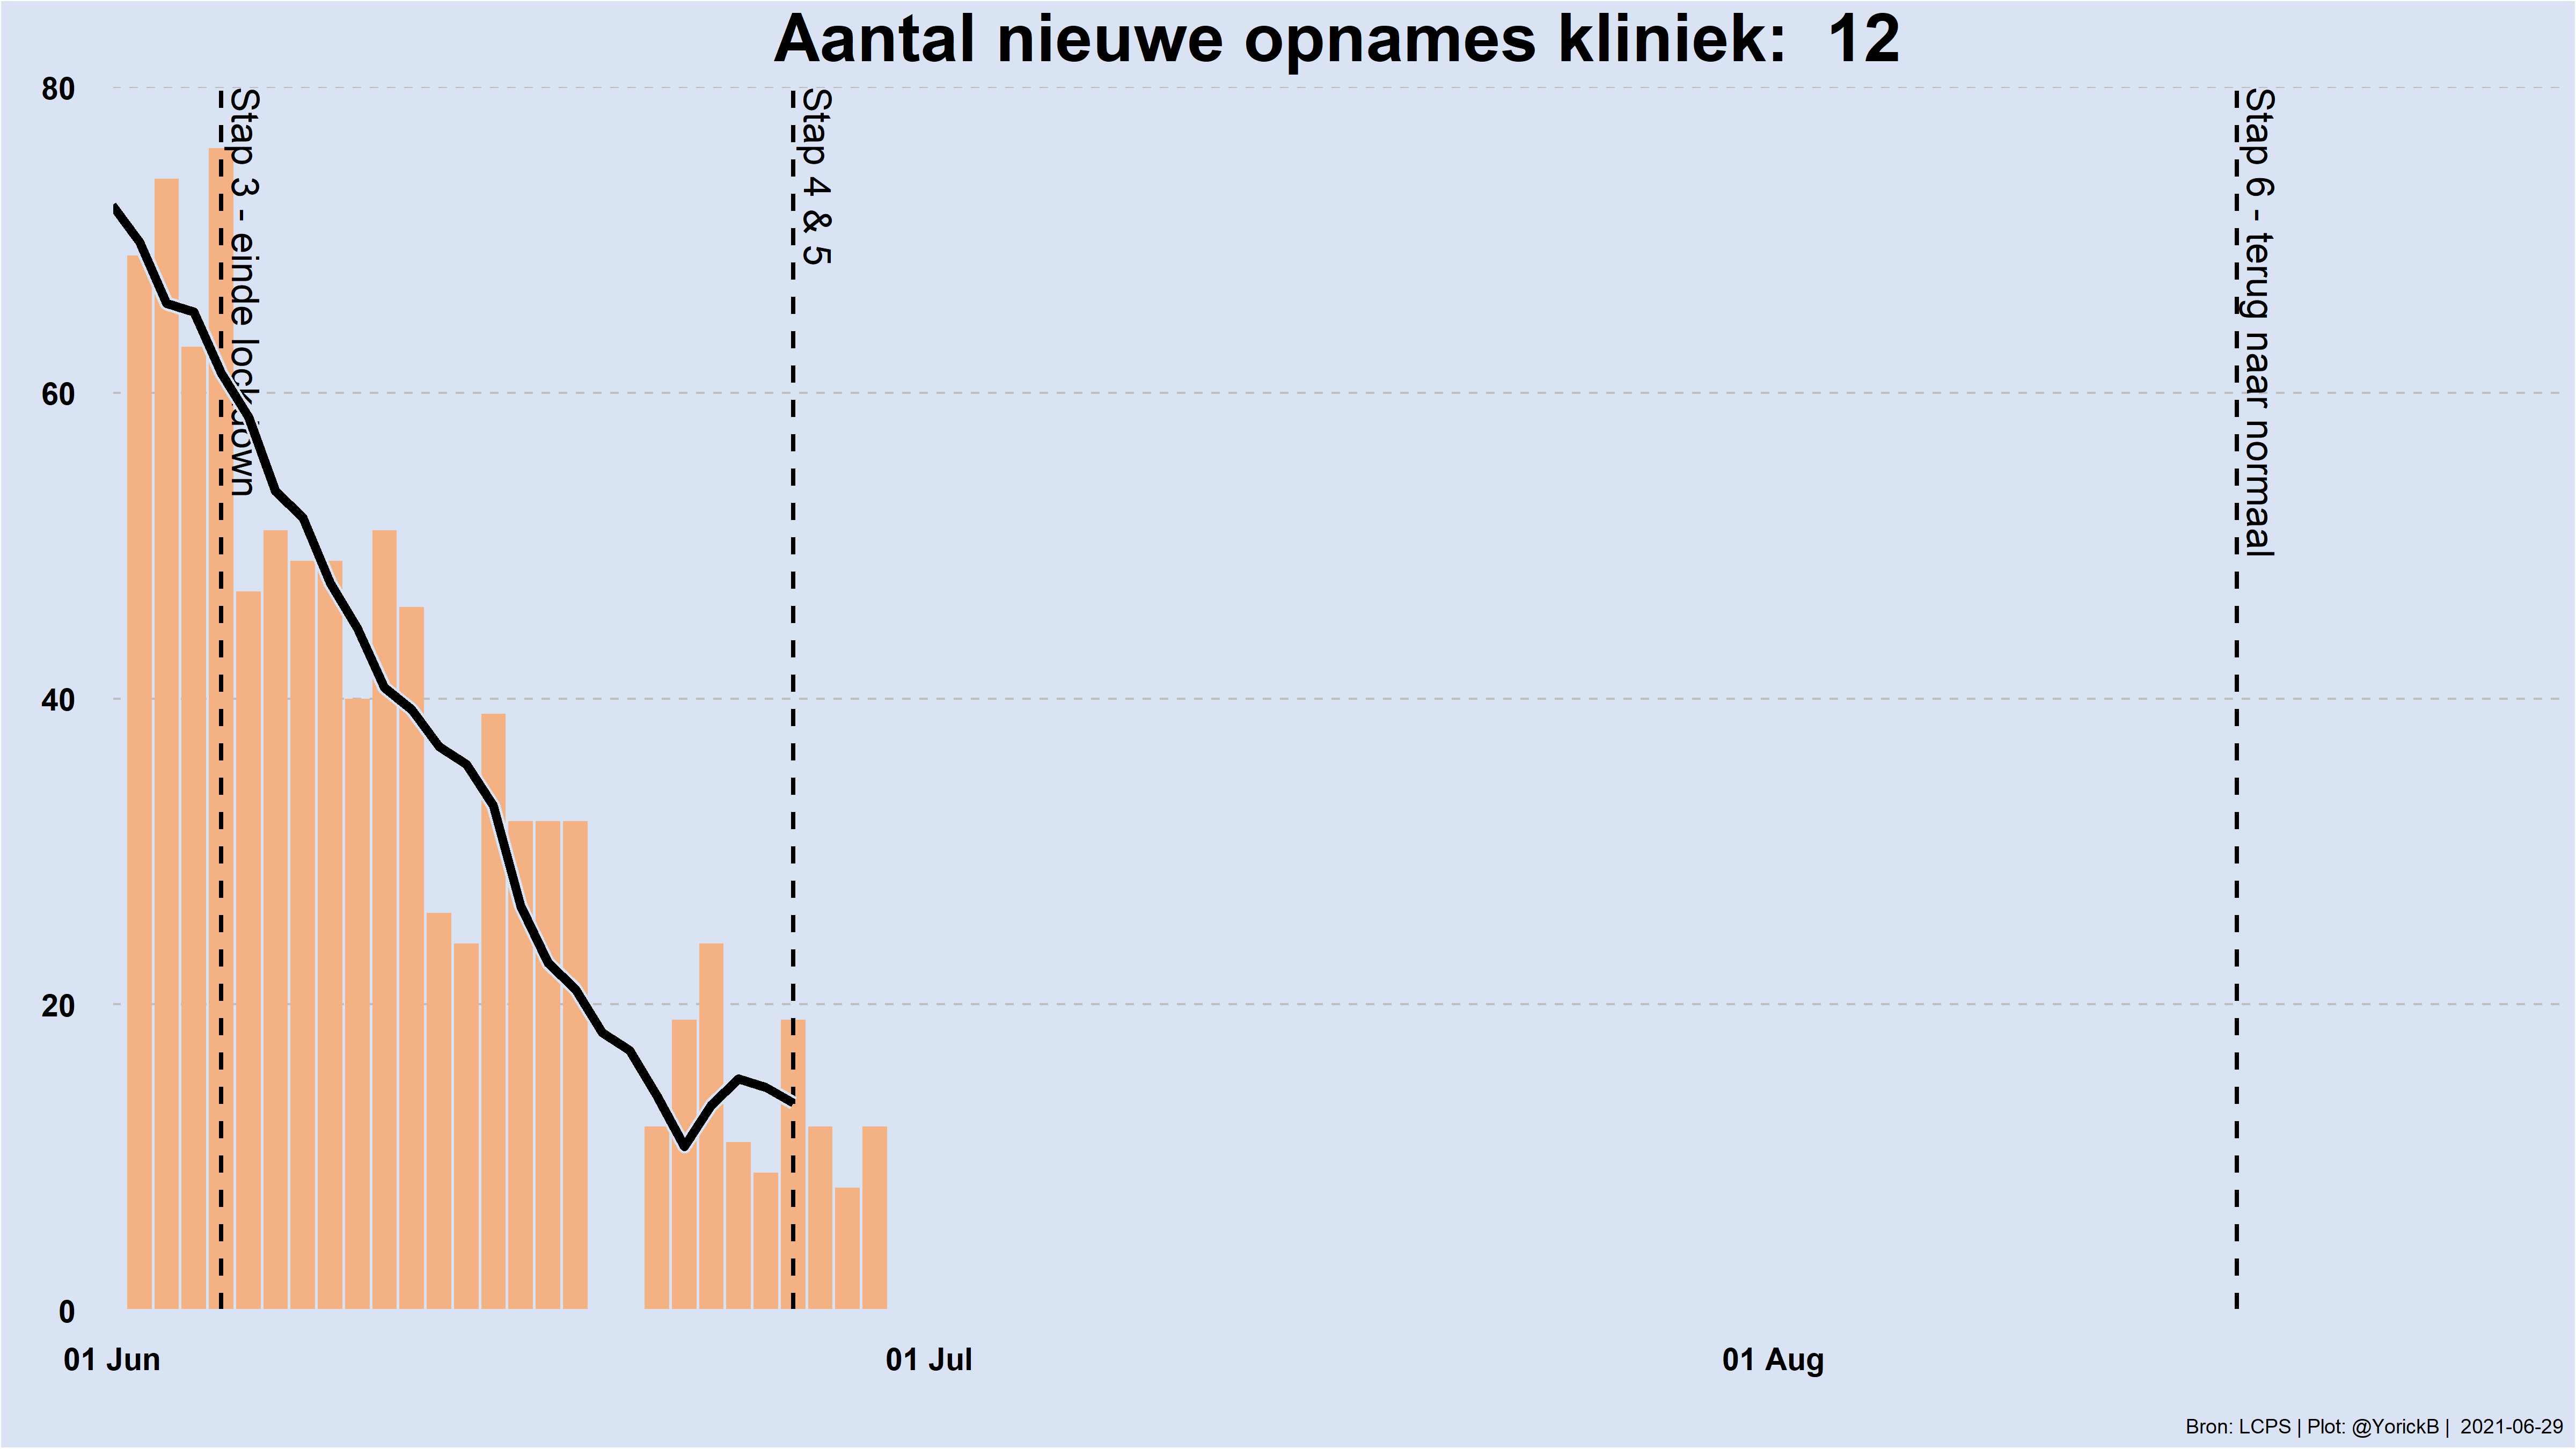 Aantal nieuwe opnames kliniek:  12
80
60
40
20
0
Stap 3 - einde lockdown
Stap 4 & 5
Stap 6 - terug naar normaal
01 Jun
01 Jul
01 Aug
Bron: LCPS | Plot: @YorickB |  2021-06-29